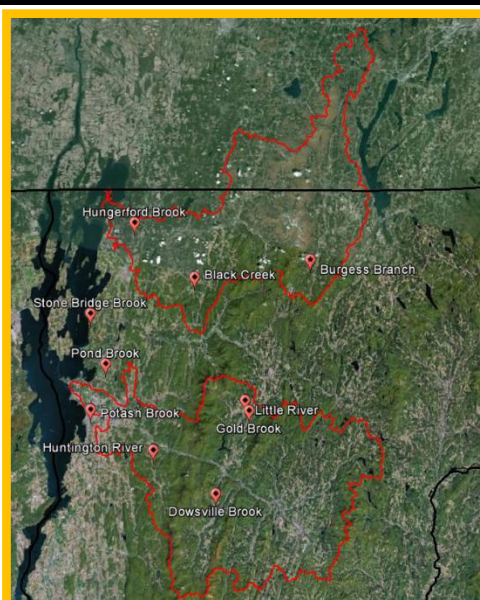 Hungerford Brook
Black Creek
Burgess Branch
Stone Bridge Brook
Pond Brook
Potash Brook
Little River
Gold Brook
Huntington River
Dowsville Brook